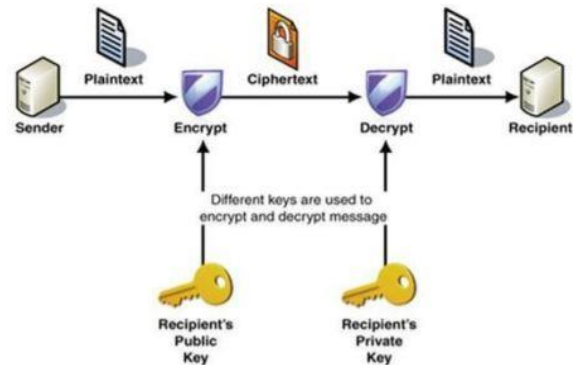 Plaintext
Ciphertext
Plaintext
Sender
Encrypt
Decrypt
Recipient
Different keys are used to
encrypt and decrypt message
Recipient's
Public
Key
Recipient's
Private
Key